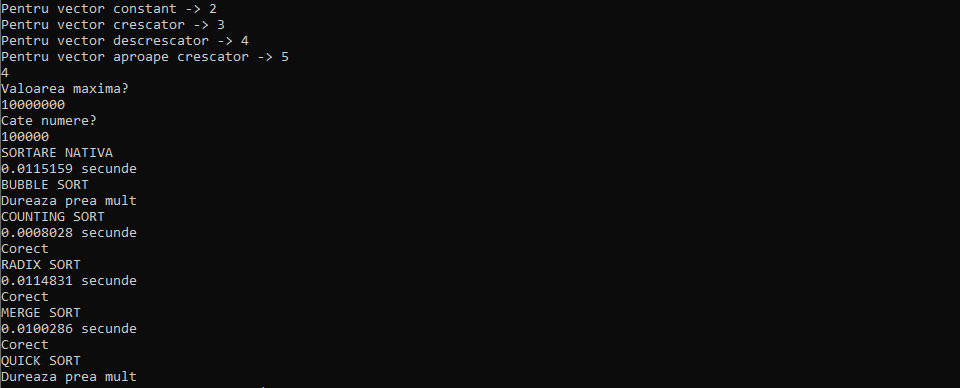 Pentru vector constant -> 2
Pentru vector crescator -> 3
Pentru vector descrescator -> 4
Pentru vector aproape crescator -> 5
4
Valoarea maxima?
10000000
Cate numere?
100000
SORTARE NATIVA
0.0115159 secunde
BUBBLE SORT
Dureaza prea mult
COUNTING SORT
0.0008028 secunde
Corect
RADIX SORT
0.0114831 secunde
Corect
MERGE SORT
0.0100286 secunde
Corect
QUICK SORT
Dureaza prea mult